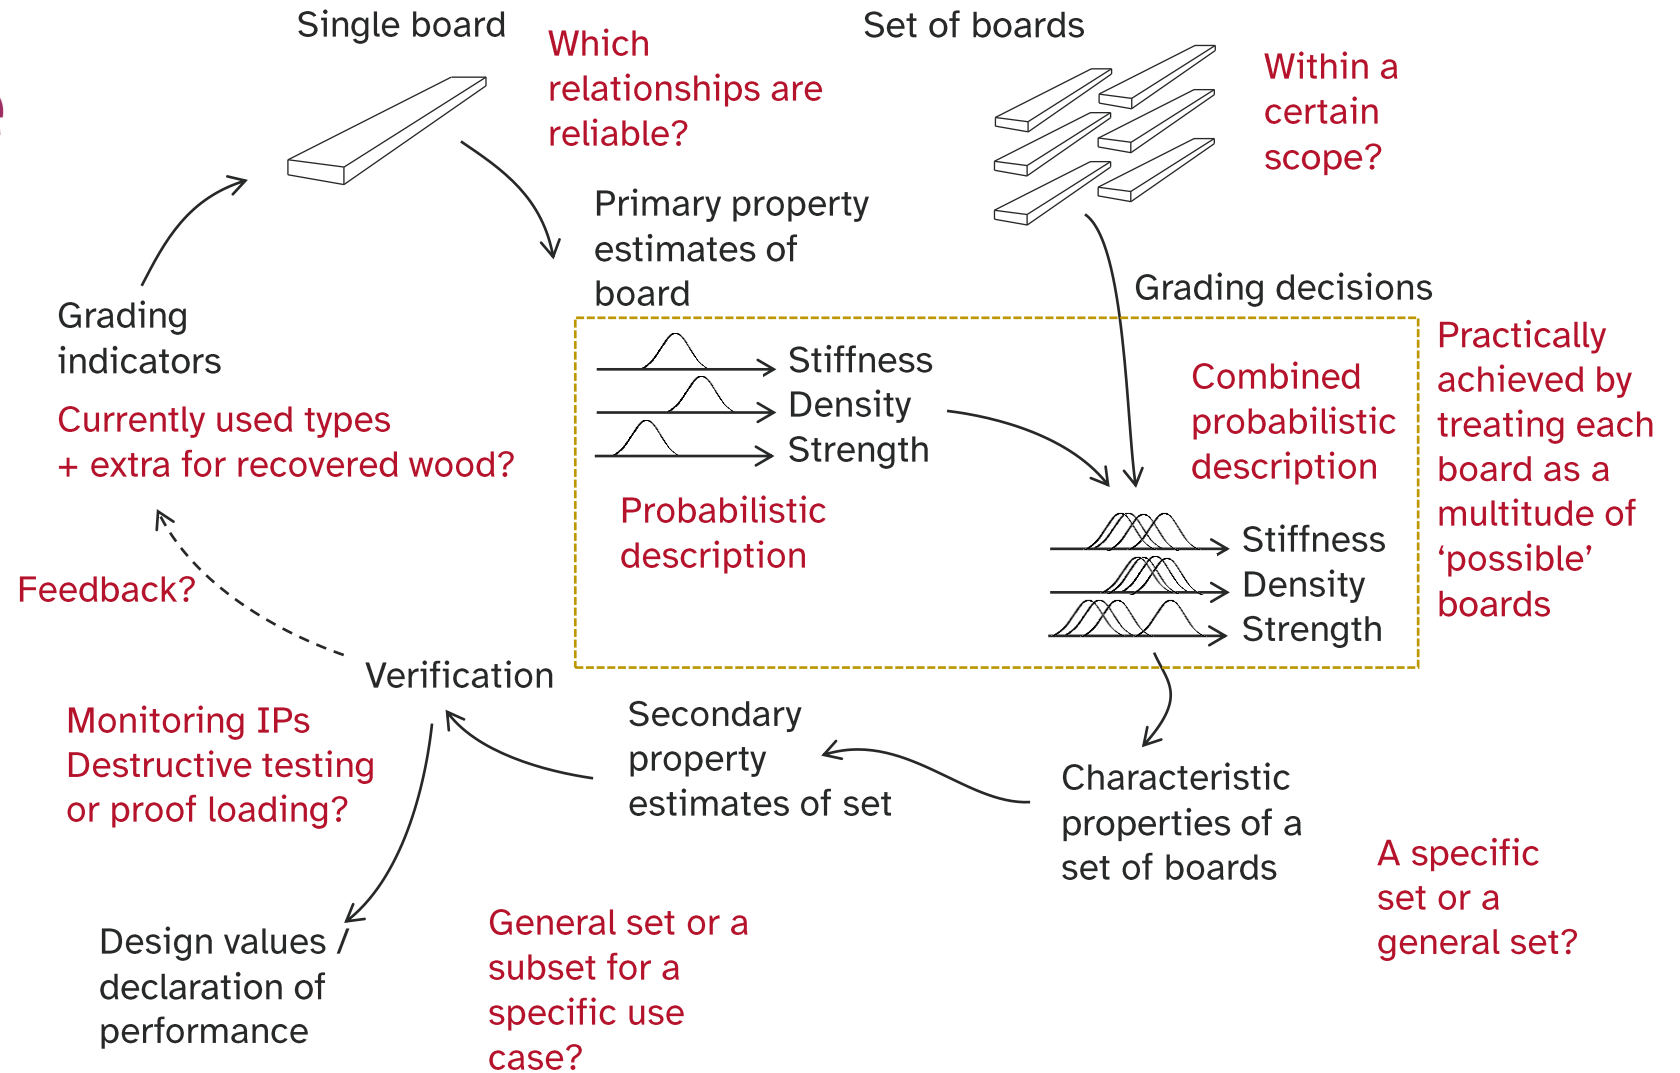 Single board
Which
relationships are
reliable?
Set of boards
Within a
certain
scope?
Primary property
estimates of
board
Grading decisions
Grading
indicators
Currently used types
+ extra for recovered wood?
Stiffness
Density
Strength
Probabilistic
description
Combined
probabilistic
description
Practically
achieved by
treating each
board as a
multitude of
‘possible’
boards
Stiffness
Density
Strength
Feedback?
Verification
Monitoring IPs
Destructive testing
or proof loading?
Secondary
property
estimates of set
Characteristic
properties of a
set of boards
A specific
set or a
general set?
Design values /
declaration of
performance
General set or a
subset for a
specific use
case?